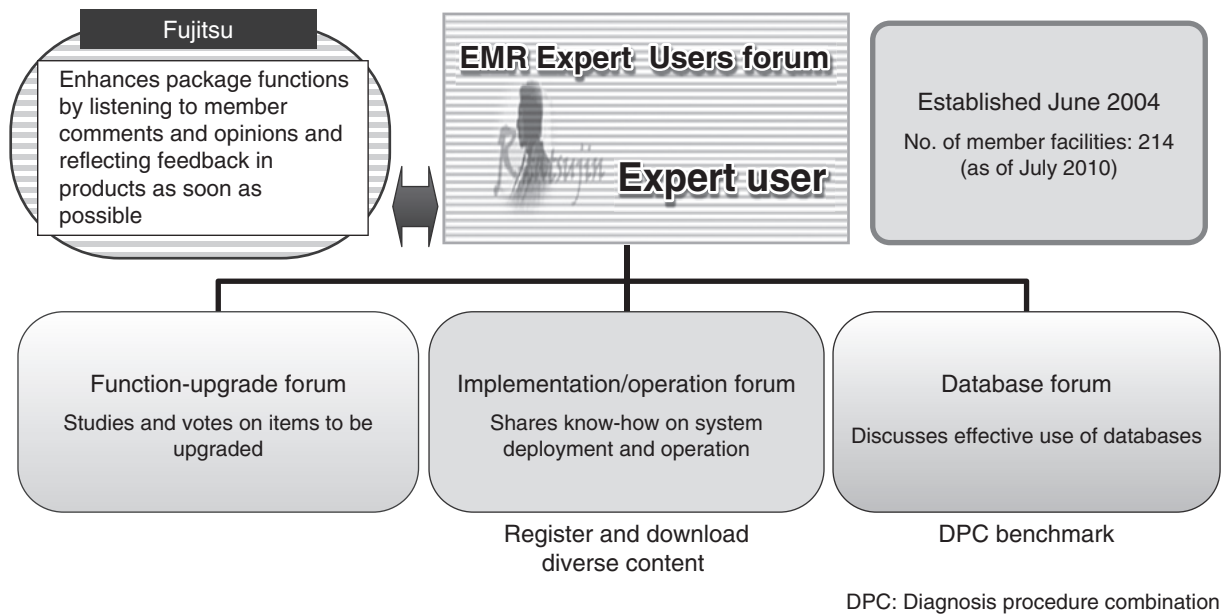 Fujitsu
Enhances package functions
by listening to member
comments and opinions and
reflecting feedback in
products as soon as
possible
EMR Expert Users forum
Expert user
Established June 2004
No. of member facilities: 214
(as of July 2010)
Function-upgrade forum
Studies and votes on items to be
upgraded
Implementation/operation forum
Shares know-how on system
deployment and operation
Register and download
diverse content
Database forum
Discusses effective use of databases
DPC benchmark
DPC: Diagnosis procedure combination